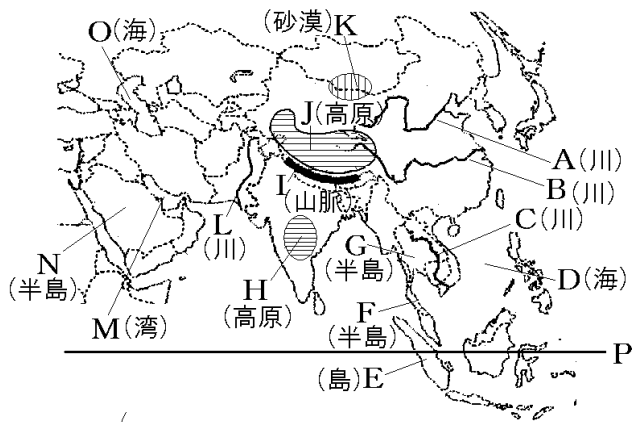 (砂漠)
K
O(海)
J(高原)
A(川)
B(川)
C(川)
D(海)
I
(山脈)
L
(川)
G
(半島)
H
(高原)
N
(半島)
M(湾)
F
(半島)
P
(島)E